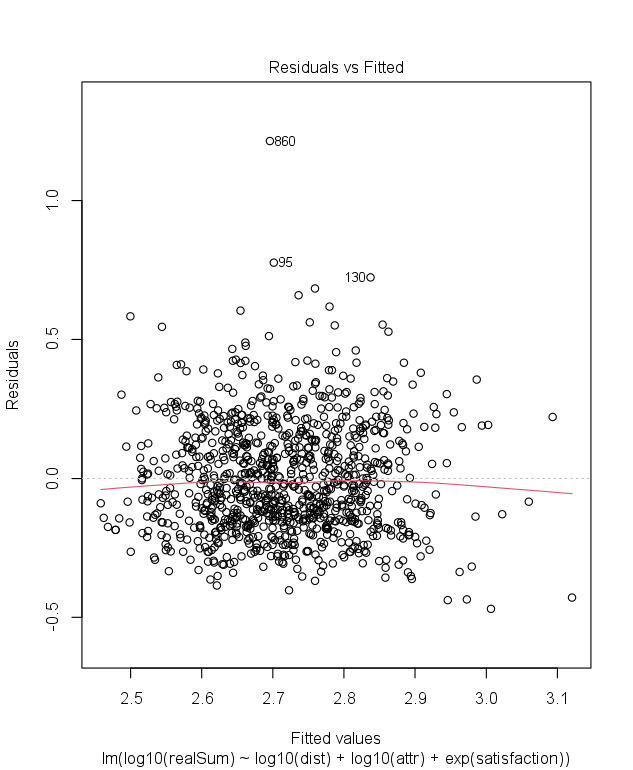 Residuals vs Fitted
860
95
130
Residuals
1.0
0.5
0.0
-0.5
2.5 2.6 2.7 2.8 2.9 3.0 3.1
Fitted values
lm(log10(realSum) ~ log10(dist) + log10(attr) + exp(satisfaction))